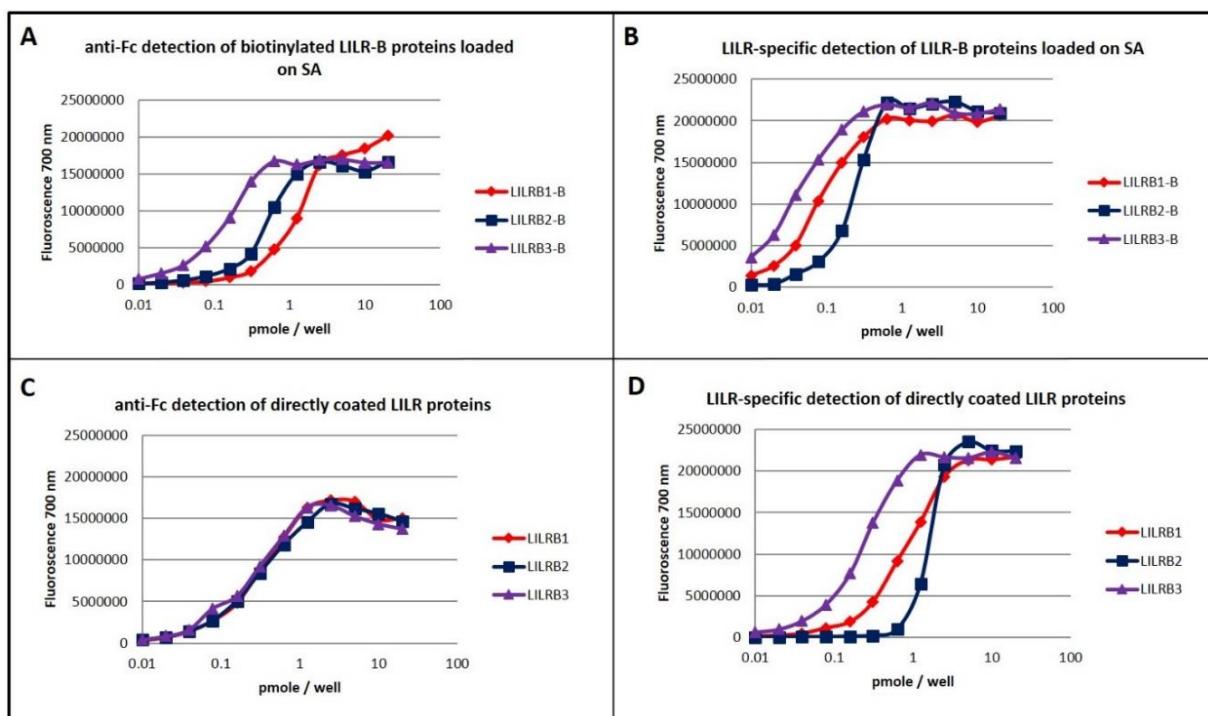 A
anti-Fc detection of biotinylated LILR-B proteins loaded
on SA
25000000
20000000
15000000
10000000
5000000
0
Fluoroscence 700 nm
0.01 0.1 1 10 100
pmole / well
LILRB1-B
LILRB2-B
LILRB3-B
B
LILR-specific detection of LILR-B proteins loaded on SA
25000000
20000000
15000000
10000000
5000000
0
Fluoroscence 700 nm
0.01 0.1 1 10 100
pmole / well
LILRB1-B
LILRB2-B
LILRB3-B
C
anti-Fc detection of directly coated LILR proteins
25000000
20000000
15000000
10000000
5000000
0
Fluoroscence 700 nm
0.01 0.1 1 10 100
pmole / well
LILRB1
LILRB2
LILRB3
D
LILR-specific detection of directly coated LILR proteins
25000000
20000000
15000000
10000000
5000000
0
Fluoroscence 700 nm
0.01 0.1 1 10 100
pmole / well
LILRB1
LILRB2
LILRB3